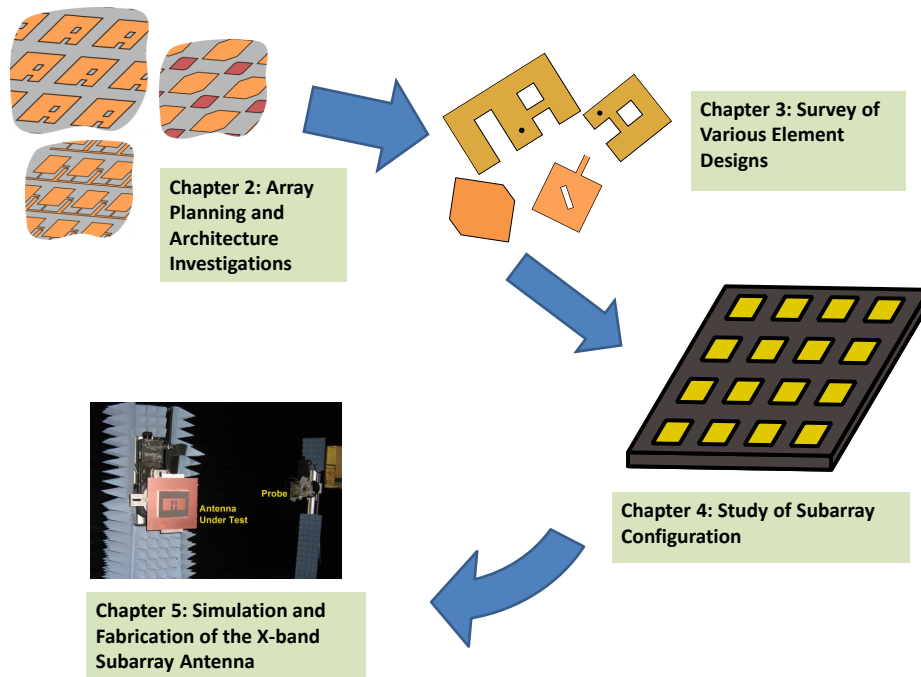 Chapter 2: Array
Planning and
Architecture
Investigations
Chapter 3: Survey of
Various Element
Designs
Chapter 4: Study of Subarray
Configuration
Antenna
Under Test
Probe
Chapter 5: Simulation and
Fabrication of the X-band
Subarray Antenna